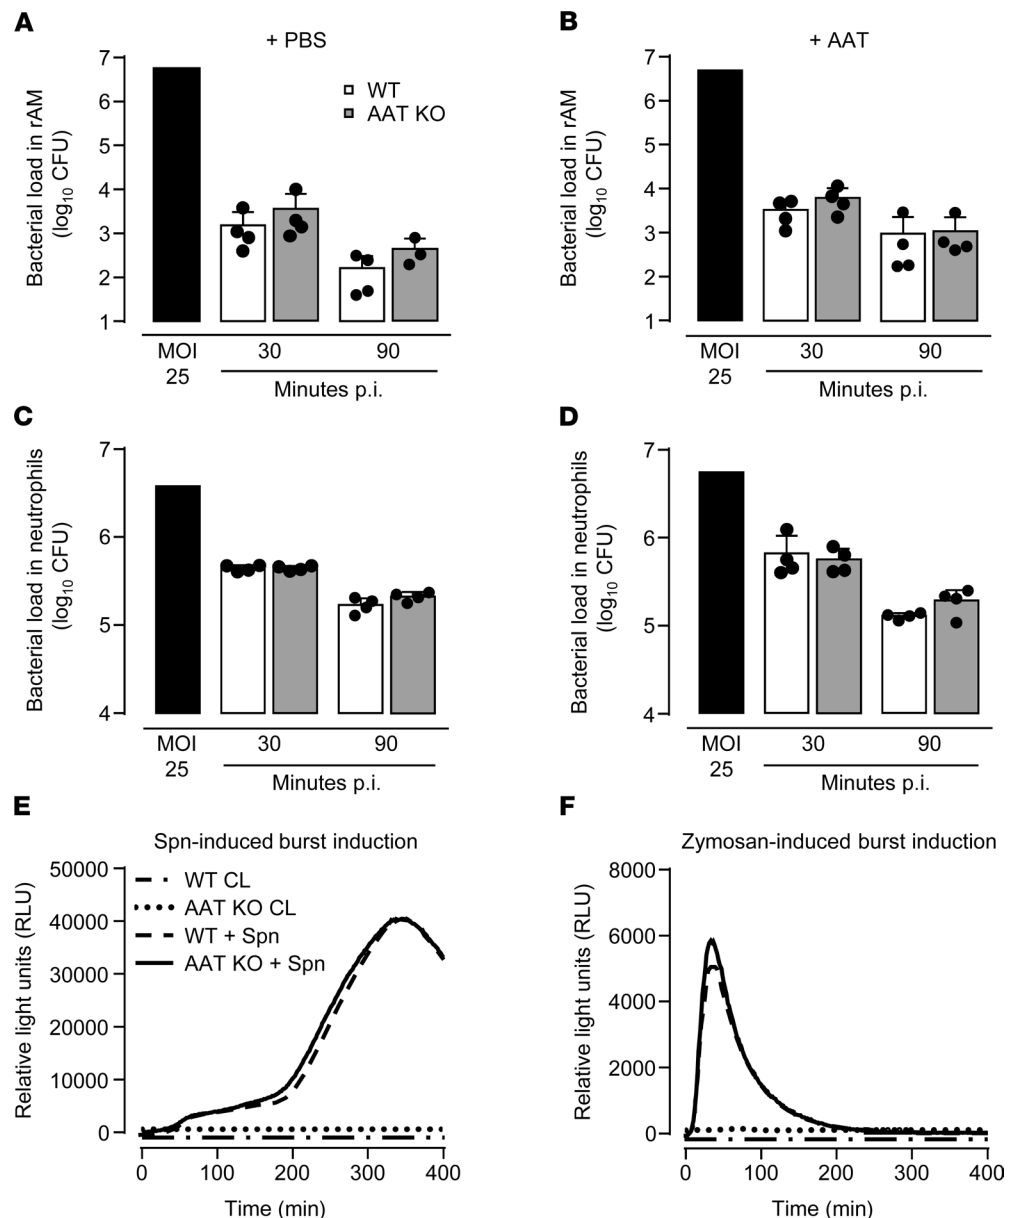 A
+ PBS
Bacterial load in rAM
(log10 CFU)
7
6
5
4
3
2
1
WT
AAT KO
MOI
25
30
90
Minutes p.i.
B
+ AAT
Bacterial load in rAM
(log10 CFU)
7
6
5
4
3
2
1
MOI
25
30
90
Minutes p.i.
C
Bacterial load in neutrophils
(log10 CFU)
7
6
5
4
MOI
25
30
90
Minutes p.i.
D
Bacterial load in neutrophils
(log10 CFU)
7
6
5
4
MOI
25
30
90
Minutes p.i.
E
Spn-induced burst induction
Relative light units (RLU)
50000
40000
30000
20000
10000
0
WT CL
AAT KO CL
WT + Spn
AAT KO + Spn
0 100 200 300 400
Time (min)
F
Zymosan-induced burst induction
Relative light units (RLU)
8000
6000
4000
2000
0
0 100 200 300 400
Time (min)